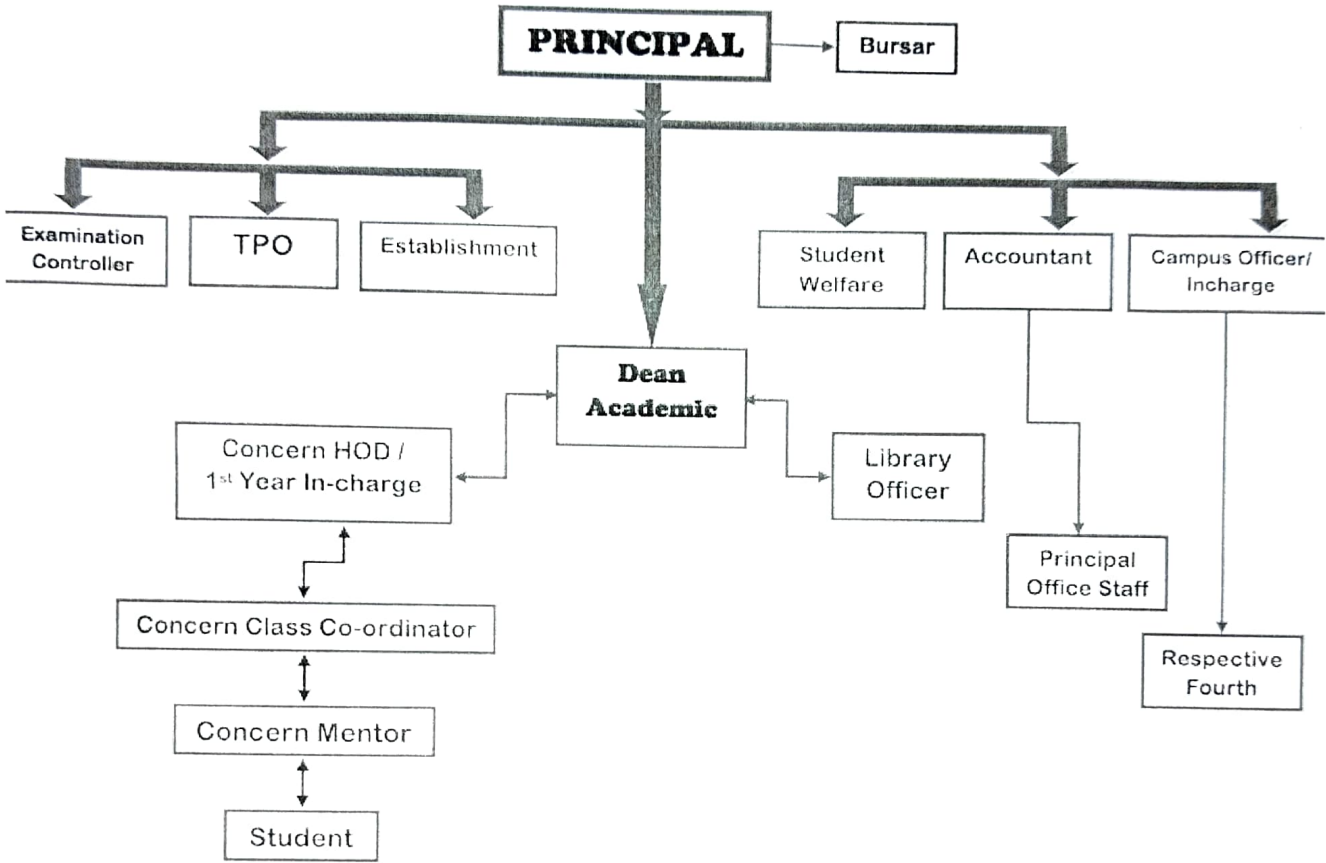 PRINCIPAL
Bursar
Examination
Controller
TPO
Establishment
Student
Welfare
Accountant
Campus Officer/
Incharge
Dean
Academic
Concern HOD /
1st Year In-charge
Library
Officer
Principal
Office Staff
Concern Class Co-ordinator
Respective
Fourth
Concern Mentor
Student